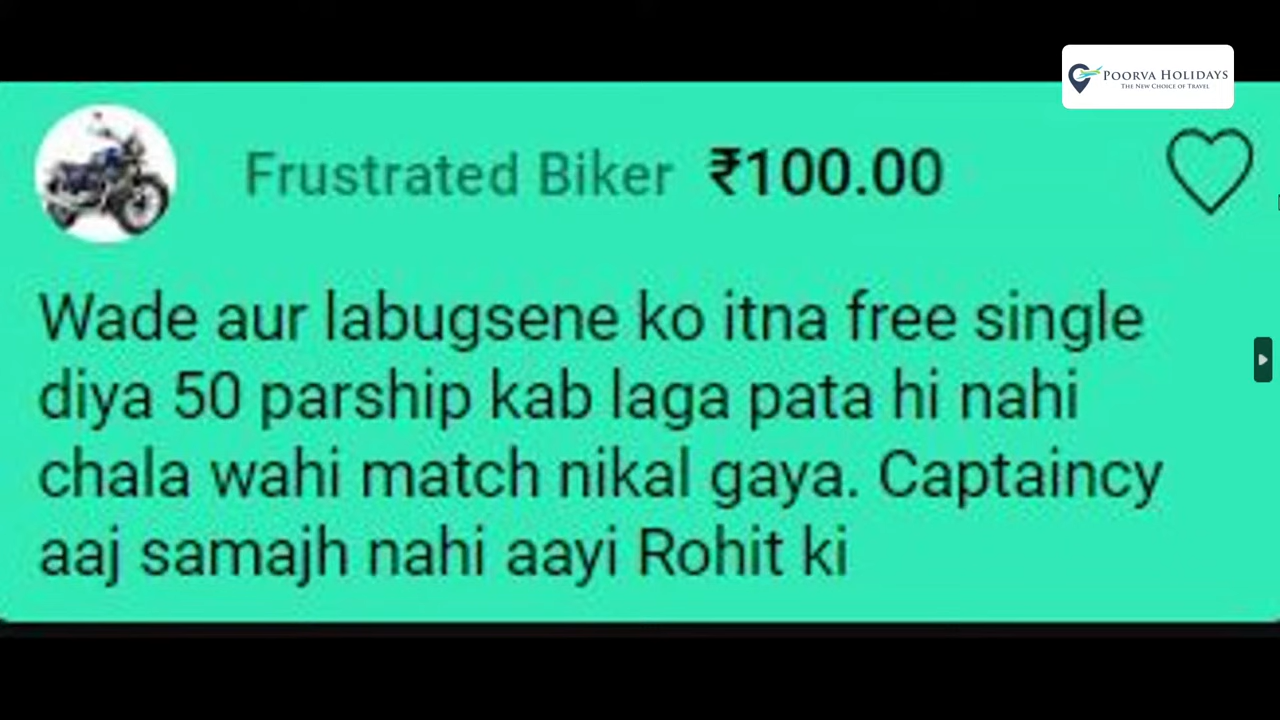 POORVA HOLIDAYS
THE NEW CHOICE OF TRAVEL
Frustrated Biker ₹100.00
Wade aur labugsene ko itna free single
diya 50 parship kab laga pata hi nahi
chala wahi match nikal gaya. Captaincy
aaj samajh nahi aayi Rohit ki